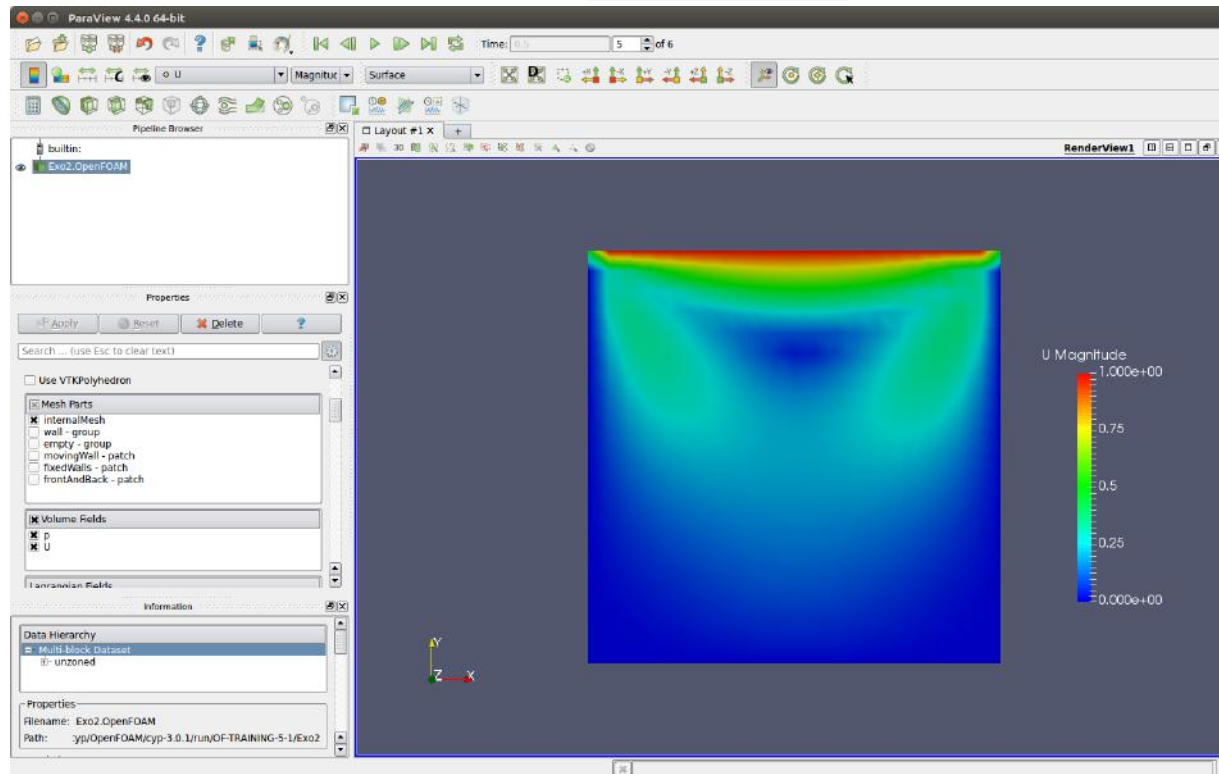 ParaView 4.4.0 64-bit
Time: 0.5 5 of 6
U Magnituc Surface
Pipeline Browser
Layout #1 X +
builtin:
3D
RenderView1
Exo2.OpenFOAM
Properties
Apply Reset Delete ?
Search ... (use Esc to clear text)
Use VTKPolyhedron
Mesh Parts
internalMesh
wall - group
empty - group
movingWall - patch
fixedWalls - patch
frontAndBack - patch
Volume Fields
p
U
Lagrangian Fields
Information
Data Hierarchy
Multi-block Dataset
unzoned
Properties
Filename: Exo2.OpenFOAM
Path: :yp/OpenFOAM/cyp-3.0.1/run/OF-TRAINING-5-1/Exo2
U Magnitude
1.000e+00
0.75
0.5
0.25
0.000e+00
Y
Z X